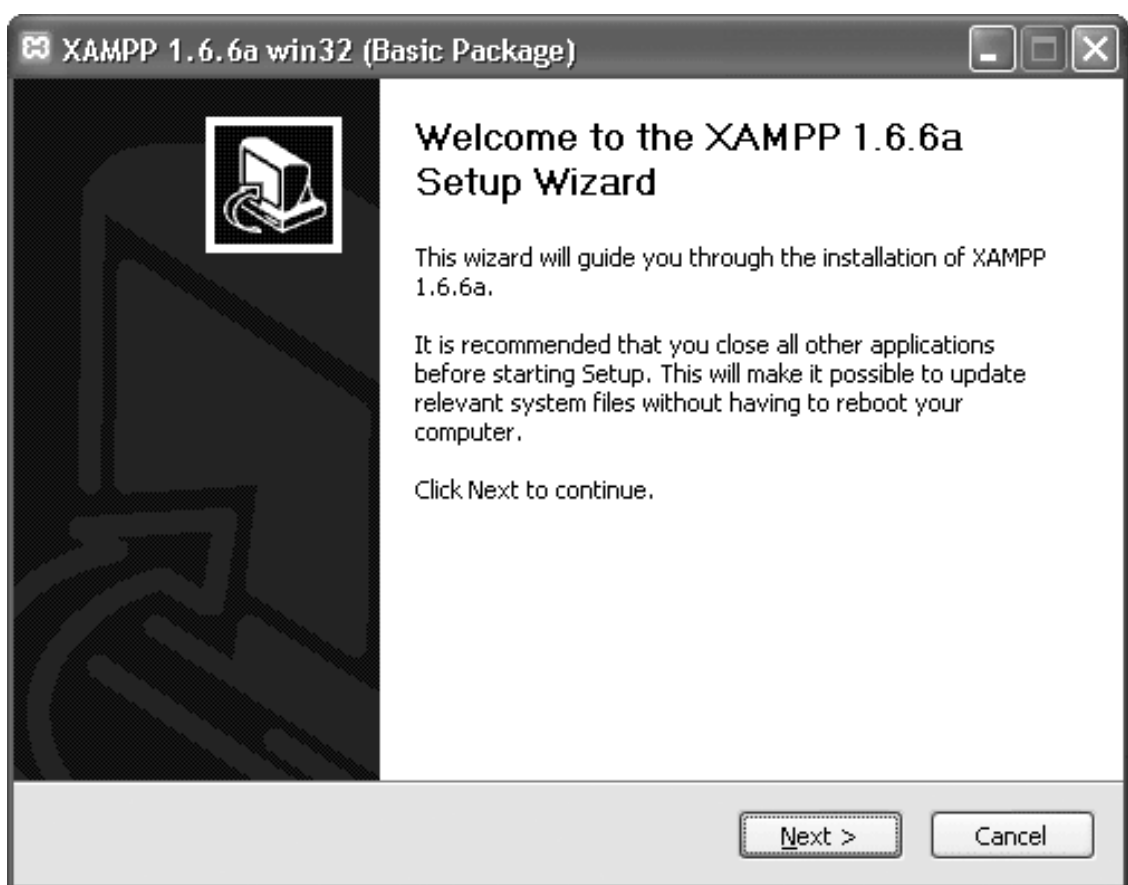 XAMPP 1.6.6a win32 (Basic Package)
Welcome to the XAMPP 1.6.6a
Setup Wizard
This wizard will guide you through the installation of XAMPP
1.6.6a.
It is recommended that you close all other applications
before starting Setup. This will make it possible to update
relevant system files without having to reboot your
computer.
Click Next to continue.
Next >
Cancel